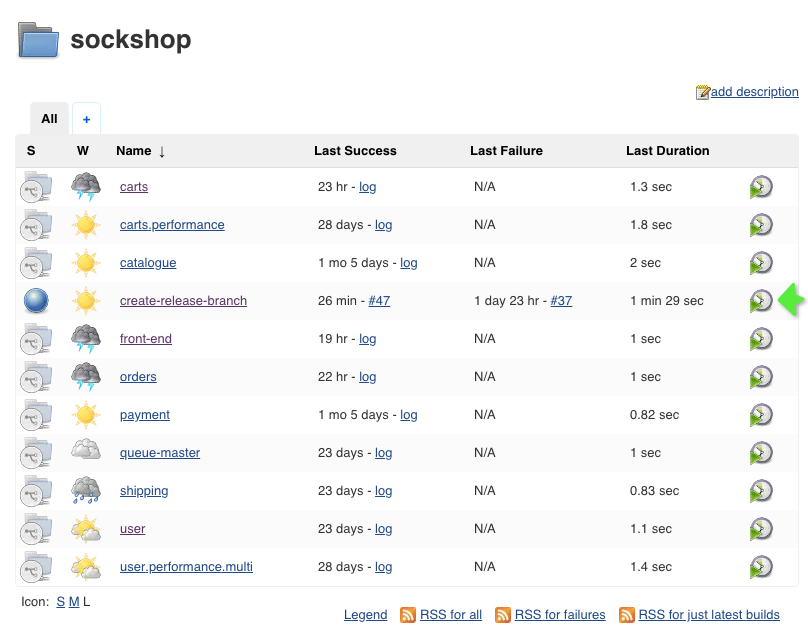 sockshop
add description
All +
S W Name ↓ Last Success Last Failure Last Duration
carts 23 hr - log N/A 1.3 sec
carts.performance 28 days - log N/A 1.8 sec
catalogue 1 mo 5 days - log N/A 2 sec
create-release-branch 26 min - #47 1 day 23 hr - #37 1 min 29 sec
front-end 19 hr - log N/A 1 sec
orders 22 hr - log N/A 1 sec
payment 1 mo 5 days - log N/A 0.82 sec
queue-master 23 days - log N/A 1 sec
shipping 23 days - log N/A 0.83 sec
user 23 days - log N/A 1.1 sec
user.performance.multi 28 days - log N/A 1.4 sec
Icon: S M L
Legend RSS for all RSS for failures RSS for just latest builds